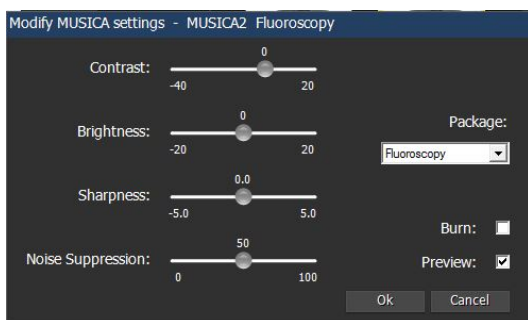 Modify MUSICA settings - MUSICA2 Fluoroscopy
0
Contrast:
-40 20
0
Brightness:
-20 20
Package:
Fluoroscopy
0.0
Sharpness:
-5.0 5.0
Burn:
50
Noise Suppression:
0 100
Preview:
Ok Cancel